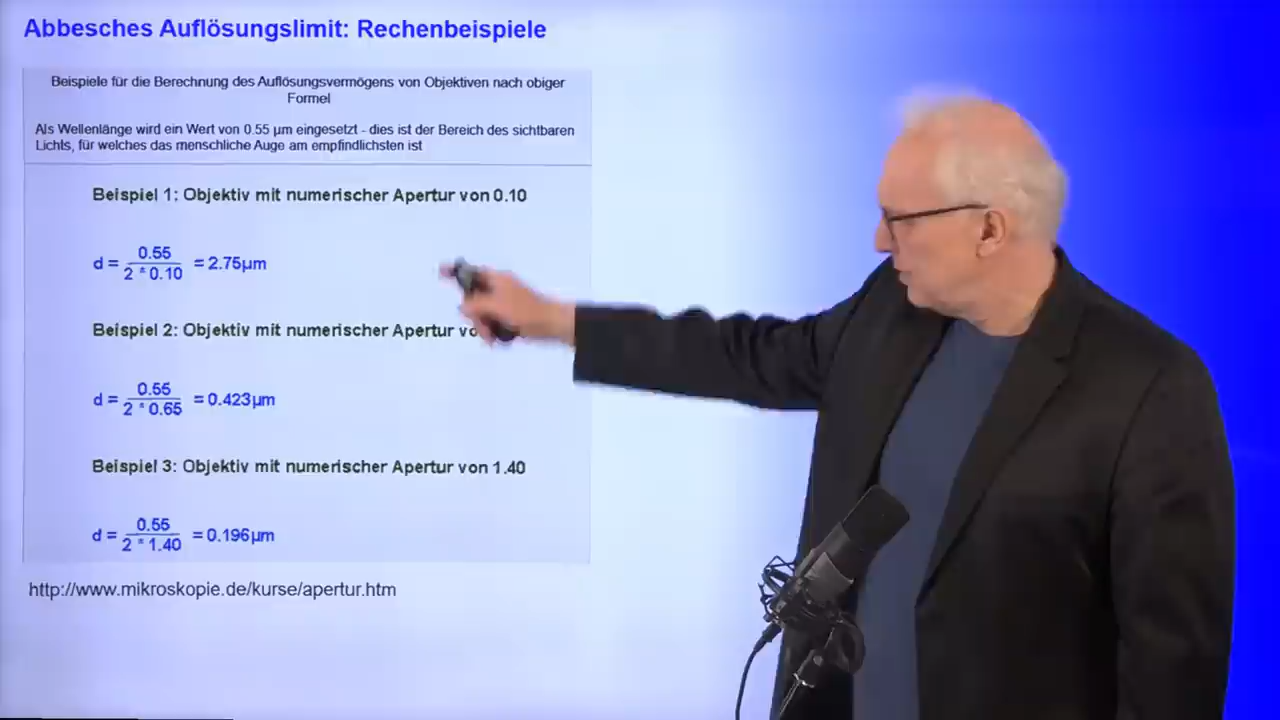 Abbesches Auflösungslimit: Rechenbeispiele
Beispiele für die Berechnung des Auflösungsvermögens von Objektiven nach obiger
Formel
Als Wellenlänge wird ein Wert von 0.55 µm eingesetzt - dies ist der Bereich des sichtbaren
Lichts, für welches das menschliche Auge am empfindlichsten ist
Beispiel 1: Objektiv mit numerischer Apertur von 0.10
d = 0.55 / 2 * 0.10 = 2.75µm
Beispiel 2: Objektiv mit numerischer Apertur
d = 0.55 / 2 * 0.65 = 0.423µm
Beispiel 3: Objektiv mit numerischer Apertur von 1.40
d = 0.55 / 2 * 1.40 = 0.196µm
http://www.mikroskopie.de/kurse/apertur.htm